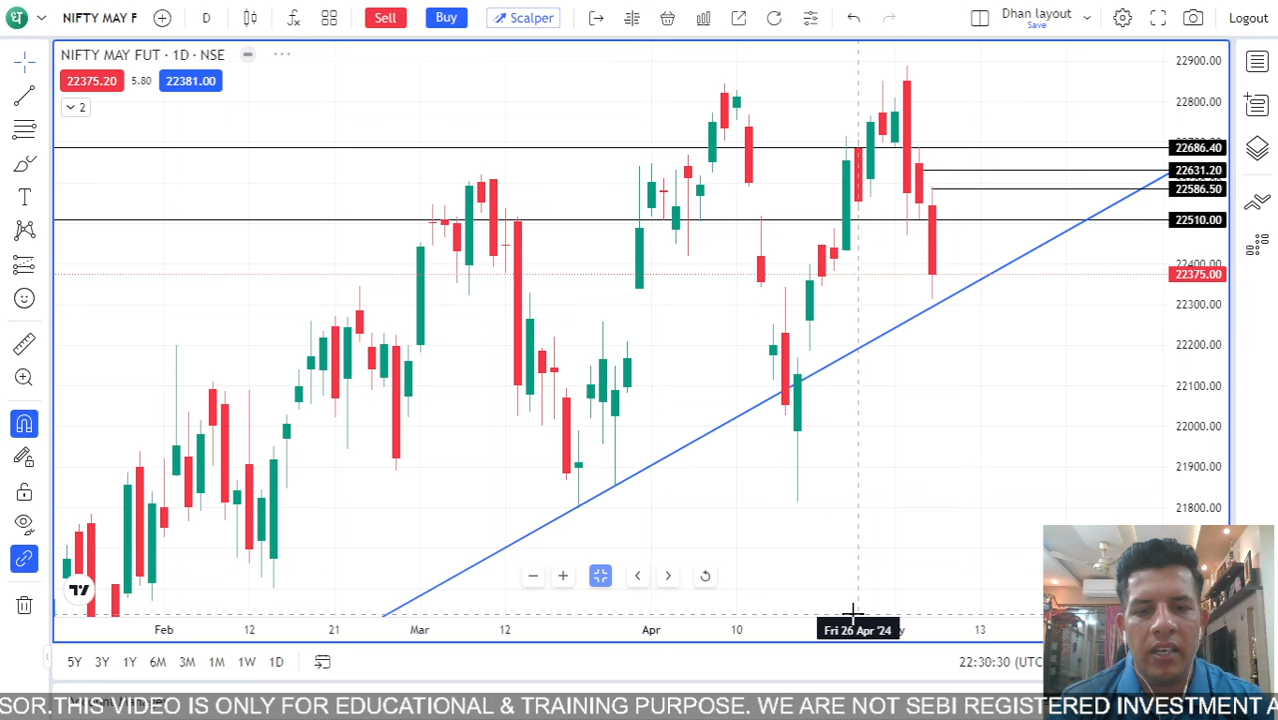 धं NIFTY MAY F D Sell Buy Scalper Dhan layout Save Logout
NIFTY MAY FUT · 1D · NSE
22375.20 5.80 22381.00
2
22900.00
22800.00
22686.40
22631.20
22586.50
22510.00
22400.00
22375.00
22300.00
22200.00
22100.00
22000.00
21900.00
21800.00
Feb 12 21 Mar 12 Apr 10 Fri 26 Apr '24 13
5Y 3Y 1Y 6M 3M 1M 1W 1D 22:30:30 (UTC
SOR.THIS VIDEO IS ONLY FOR EDUCATIONAL & TRAINING PURPOSE. WE ARE NOT SEBI REGISTERED INVESTMENT A